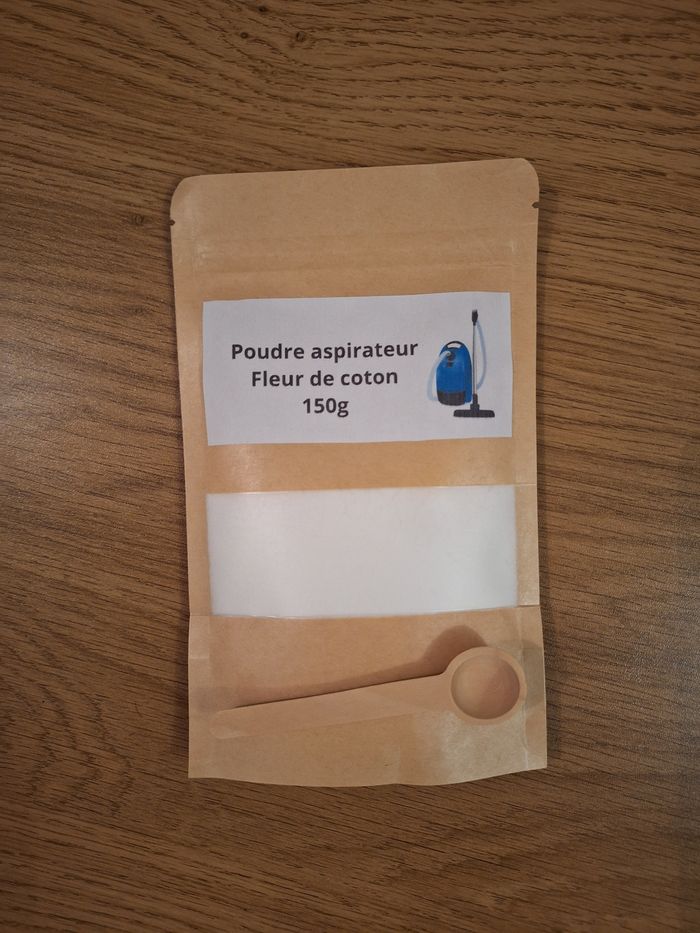 Poudre aspirateur
Fleur de coton
150g